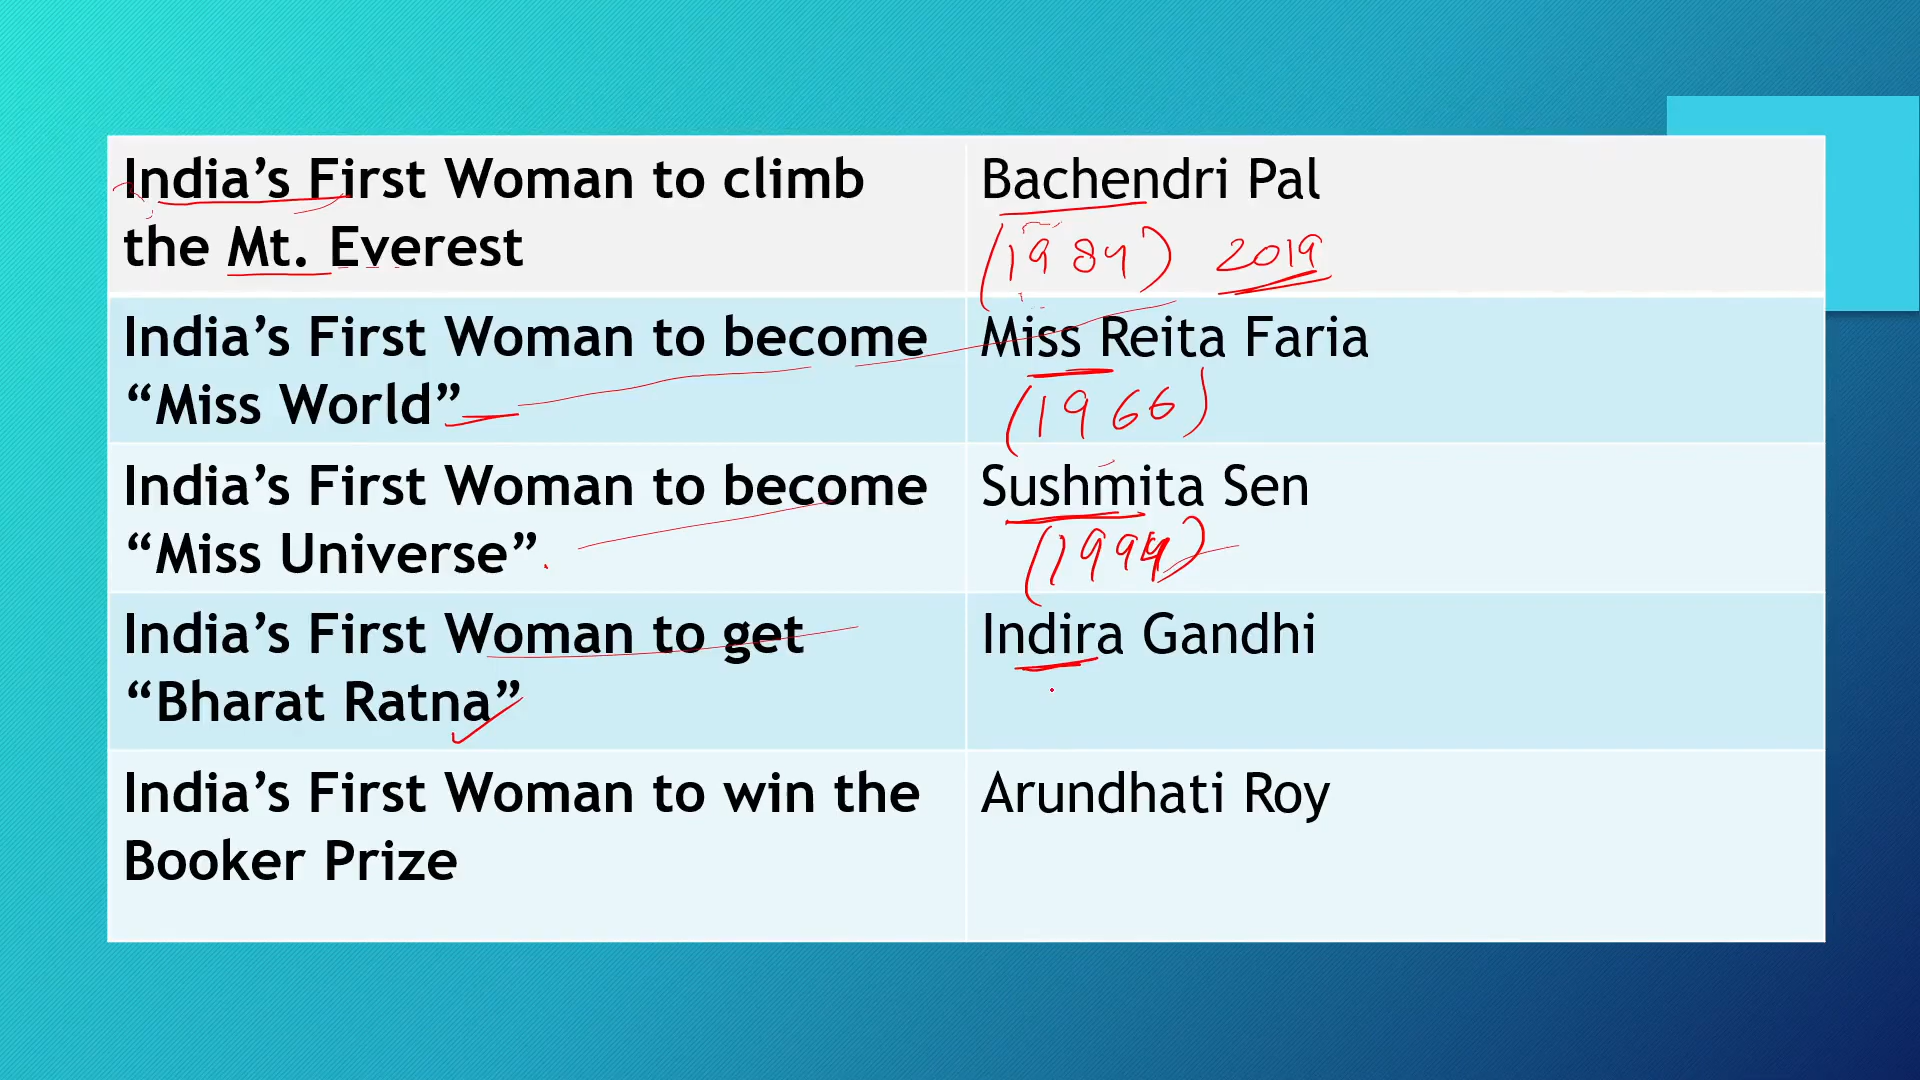 India’s First Woman to climb
the Mt. Everest
Bachendri Pal
(1984) 2019
India’s First Woman to become
“Miss World”
Miss Reita Faria
(1966)
India’s First Woman to become
“Miss Universe”
Sushmita Sen
(1994)
India’s First Woman to get
“Bharat Ratna”
Indira Gandhi
India’s First Woman to win the
Booker Prize
Arundhati Roy